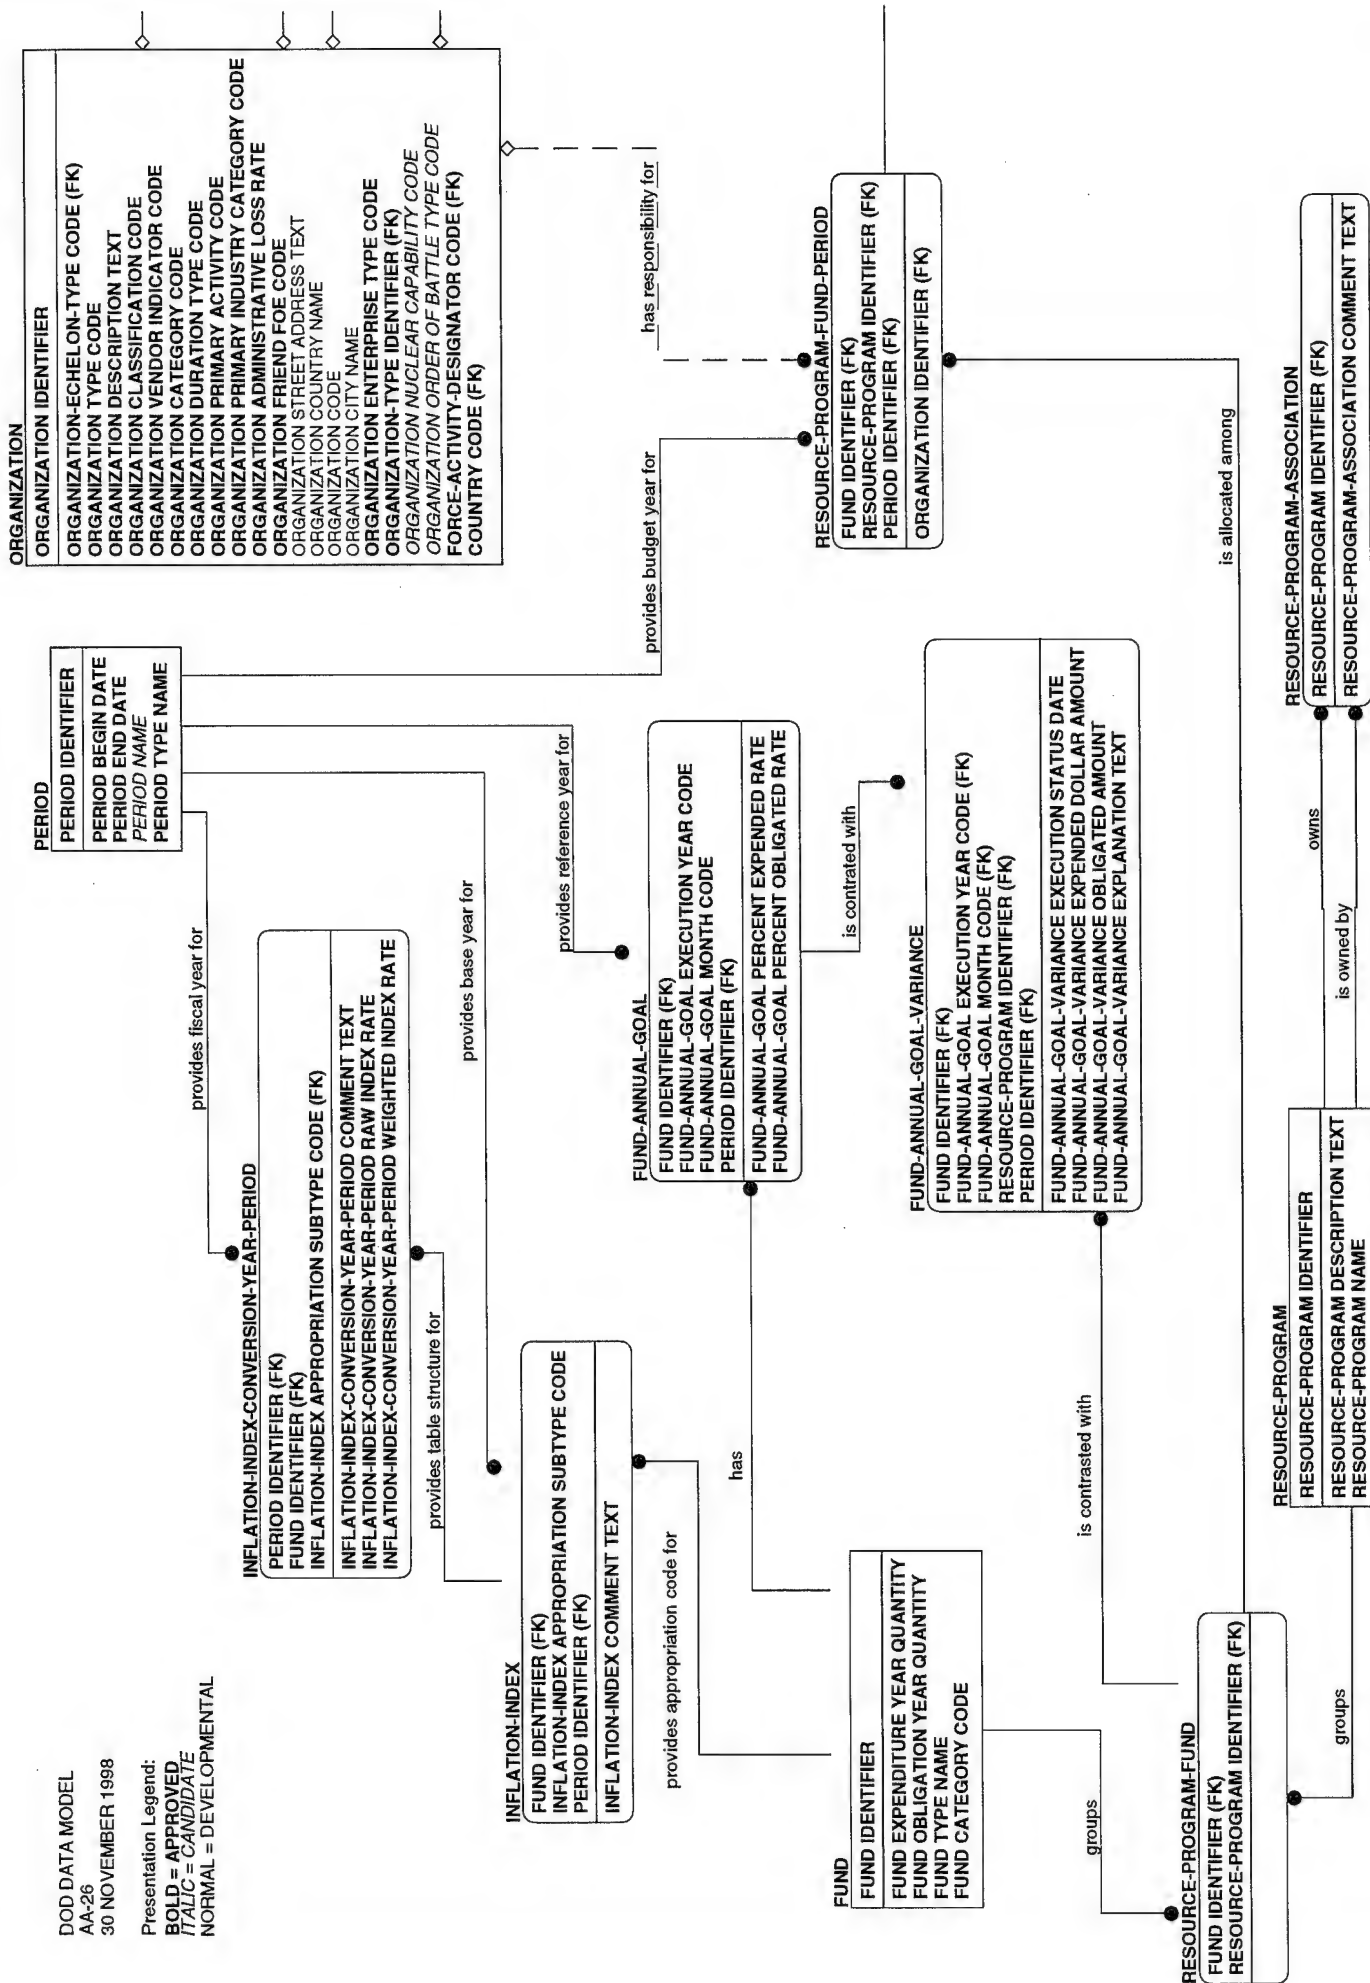 DOD DATA MODEL
AA-26
30 NOVEMBER 1998
Presentation Legend:
BOLD = APPROVED
ITALIC = CANDIDATE
NORMAL = DEVELOPMENTAL
INFLATION-INDEX-CONVERSION-YEAR-PERIOD
PERIOD IDENTIFIER (FK)
FUND IDENTIFIER (FK)
INFLATION-INDEX APPROPRIATION SUBTYPE CODE (FK)
INFLATION-INDEX-CONVERSION-YEAR-PERIOD COMMENT TEXT
INFLATION-INDEX-CONVERSION-YEAR-PERIOD RAW INDEX RATE
INFLATION-INDEX-CONVERSION-YEAR-PERIOD WEIGHTED INDEX RATE
provides fiscal year for
PERIOD
PERIOD IDENTIFIER
PERIOD BEGIN DATE
PERIOD END DATE
PERIOD NAME
PERIOD TYPE NAME
ORGANIZATION
ORGANIZATION IDENTIFIER
ORGANIZATION-ECHELON-TYPE CODE (FK)
ORGANIZATION TYPE CODE
ORGANIZATION DESCRIPTION TEXT
ORGANIZATION CLASSIFICATION CODE
ORGANIZATION VENDOR INDICATOR CODE
ORGANIZATION CATEGORY CODE
ORGANIZATION DURATION TYPE CODE
ORGANIZATION PRIMARY ACTIVITY CODE
ORGANIZATION PRIMARY INDUSTRY CATEGORY CODE
ORGANIZATION ADMINISTRATIVE LOSS RATE
ORGANIZATION FRIEND FOE CODE
ORGANIZATION STREET ADDRESS TEXT
ORGANIZATION COUNTRY NAME
ORGANIZATION CODE
ORGANIZATION CITY NAME
ORGANIZATION ENTERPRISE TYPE CODE
ORGANIZATION-TYPE IDENTIFIER (FK)
ORGANIZATION NUCLEAR CAPABILITY CODE
ORGANIZATION ORDER OF BATTLE TYPE CODE
FORCE-ACTIVITY-DESIGNATOR CODE (FK)
COUNTRY CODE (FK)
provides table structure for
provides base year for
INFLATION-INDEX
FUND IDENTIFIER (FK)
INFLATION-INDEX APPROPRIATION SUBTYPE CODE
PERIOD IDENTIFIER (FK)
INFLATION-INDEX COMMENT TEXT
provides reference year for
provides budget year for
has responsibility for
provides appropriation code for
has
FUND-ANNUAL-GOAL
FUND IDENTIFIER (FK)
FUND-ANNUAL-GOAL EXECUTION YEAR CODE
FUND-ANNUAL-GOAL MONTH CODE
PERIOD IDENTIFIER (FK)
FUND-ANNUAL-GOAL PERCENT EXPENDED RATE
FUND-ANNUAL-GOAL PERCENT OBLIGATED RATE
RESOURCE-PROGRAM-FUND-PERIOD
FUND IDENTIFIER (FK)
RESOURCE-PROGRAM IDENTIFIER (FK)
PERIOD IDENTIFIER (FK)
ORGANIZATION IDENTIFIER (FK)
FUND
FUND IDENTIFIER
FUND EXPENDITURE YEAR QUANTITY
FUND OBLIGATION YEAR QUANTITY
FUND TYPE NAME
FUND CATEGORY CODE
is contrated with
FUND-ANNUAL-GOAL-VARIANCE
FUND IDENTIFIER (FK)
FUND-ANNUAL-GOAL EXECUTION YEAR CODE (FK)
FUND-ANNUAL-GOAL MONTH CODE (FK)
RESOURCE-PROGRAM IDENTIFIER (FK)
PERIOD IDENTIFIER (FK)
FUND-ANNUAL-GOAL-VARIANCE EXECUTION STATUS DATE
FUND-ANNUAL-GOAL-VARIANCE EXPENDED DOLLAR AMOUNT
FUND-ANNUAL-GOAL-VARIANCE OBLIGATED AMOUNT
FUND-ANNUAL-GOAL-VARIANCE EXPLANATION TEXT
groups
is contrasted with
is allocated among
RESOURCE-PROGRAM-FUND
FUND IDENTIFIER (FK)
RESOURCE-PROGRAM IDENTIFIER (FK)
groups
RESOURCE-PROGRAM
RESOURCE-PROGRAM IDENTIFIER
RESOURCE-PROGRAM DESCRIPTION TEXT
RESOURCE-PROGRAM NAME
owns
is owned by
RESOURCE-PROGRAM-ASSOCIATION
RESOURCE-PROGRAM IDENTIFIER (FK)
RESOURCE-PROGRAM-ASSOCIATION COMMENT TEXT